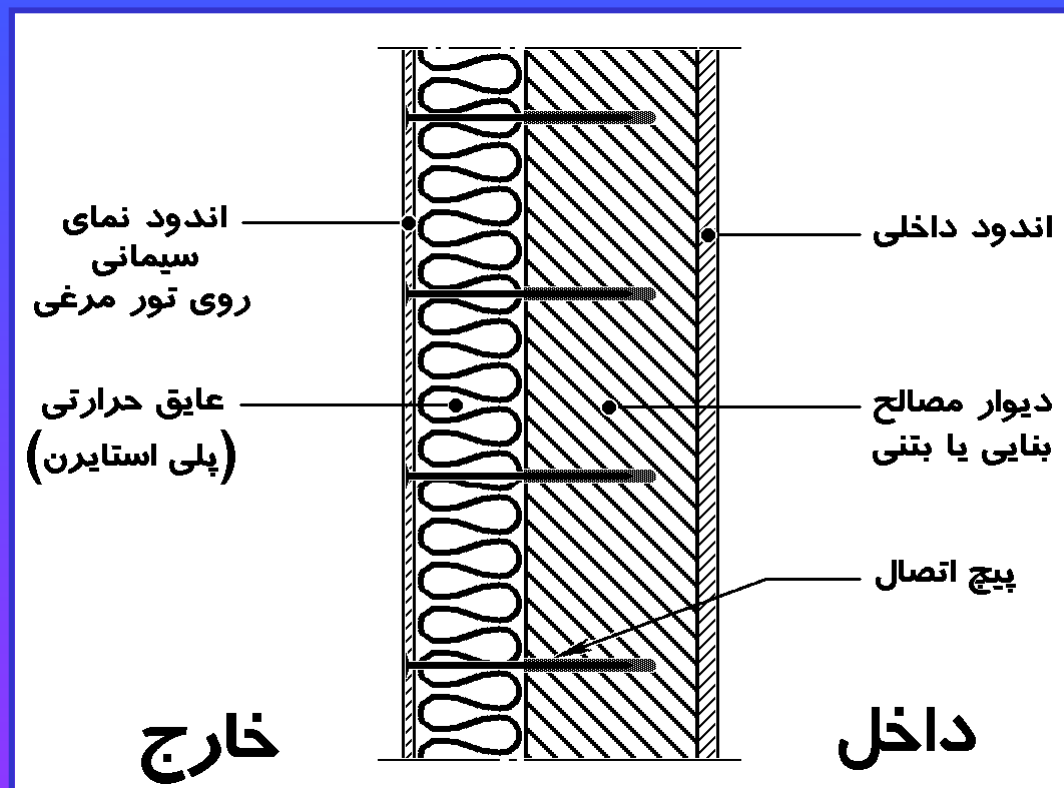 اندود نمای
سیمانی
روی تور مرغی
اندود داخلی
عایق حرارتی
(پلی استایرن)
دیوار مصالح
بنایی یا بتنی
پیچ اتصال
داخل
خارج